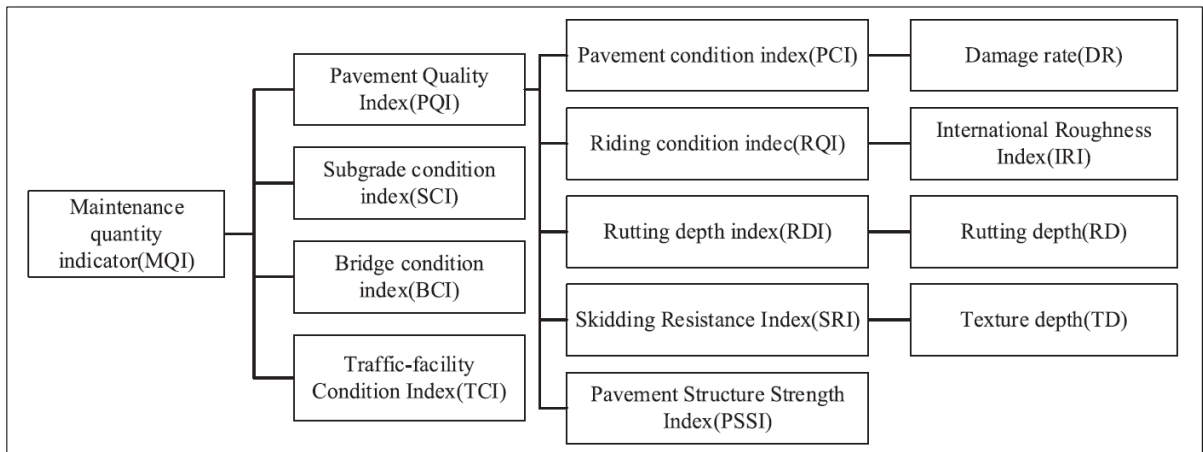 Maintenance
quantity
indicator(MQI)
Pavement Quality
Index(PQI)
Subgrade condition
index(SCI)
Bridge condition
index(BCI)
Traffic-facility
Condition Index(TCI)
Pavement condition index(PCI)
Riding condition indec(RQI)
Rutting depth index(RDI)
Skidding Resistance Index(SRI)
Pavement Structure Strength
Index(PSSI)
Damage rate(DR)
International Roughness
Index(IRI)
Rutting depth(RD)
Texture depth(TD)